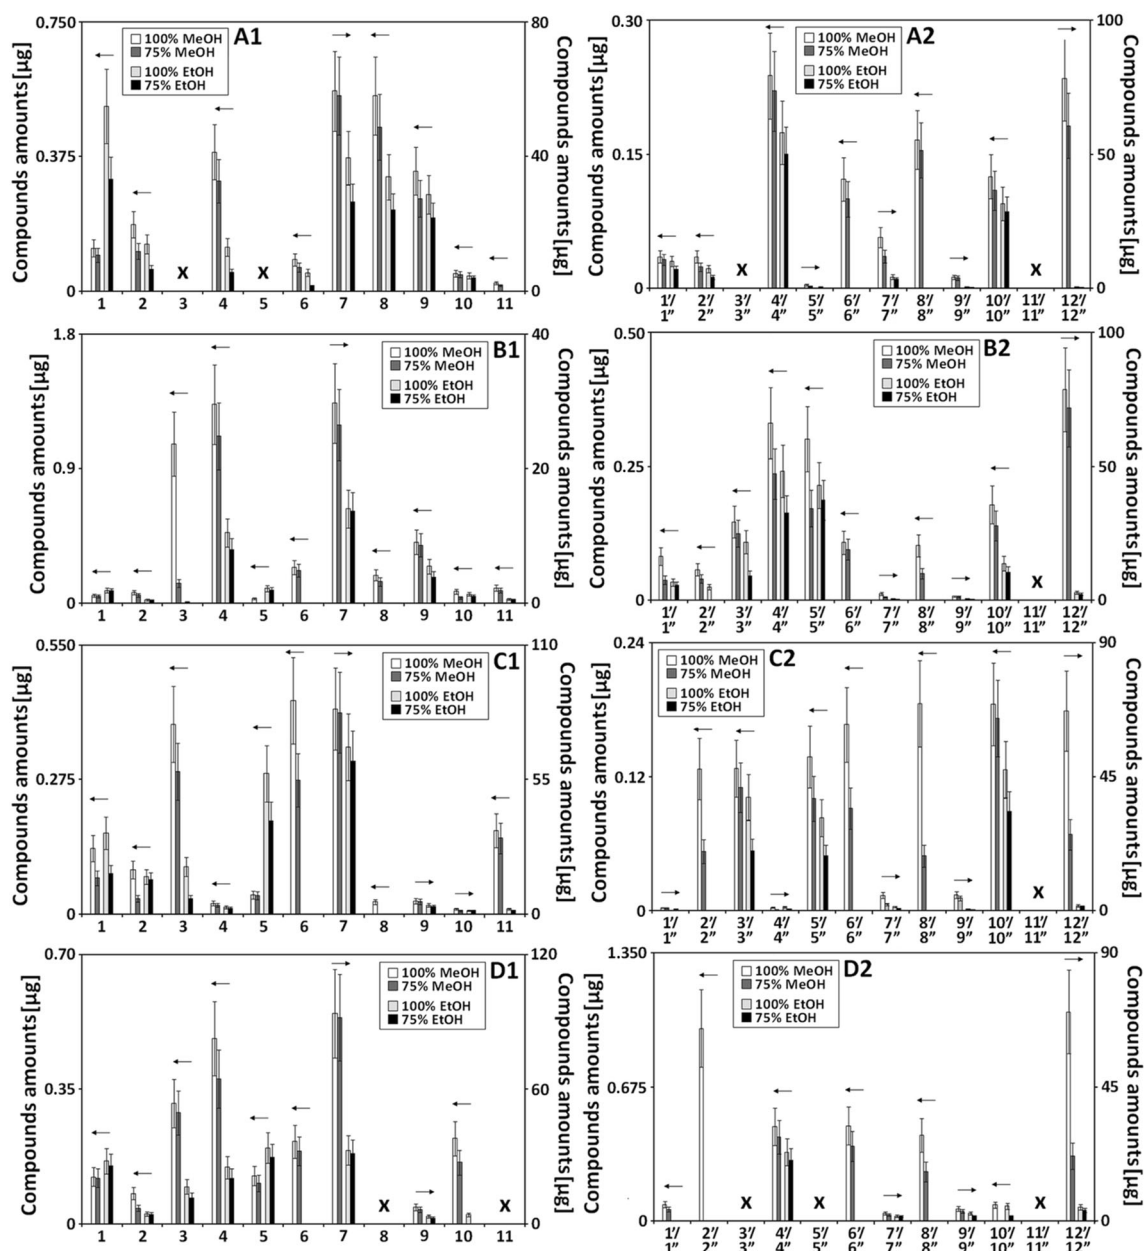 A1
100% MeOH
75% MeOH
100% EtOH
75% EtOH
Compounds amounts[µg]
0.750
0.375
0
80
40
0
Compounds amounts[µg]
X
X
1 2 3 4 5 6 7 8 9 10 11
A2
100% MeOH
75% MeOH
100% EtOH
75% EtOH
Compounds amounts[µg]
0.30
0.15
0
100
50
0
Compounds amounts[µg]
X
X
1′/ 2′/ 3′/ 4′/ 5′/ 6′/ 7′/ 8′/ 9′/ 10′/ 11′/ 12′/
1″ 2″ 3″ 4″ 5″ 6″ 7″ 8″ 9″ 10″ 11″ 12″
B1
100% MeOH
75% MeOH
100% EtOH
75% EtOH
Compounds amounts[µg]
1.8
0.9
0
40
20
0
Compounds amounts[µg]
1 2 3 4 5 6 7 8 9 10 11
B2
100% MeOH
75% MeOH
100% EtOH
75% EtOH
Compounds amounts[µg]
0.50
0.25
0
100
50
0
Compounds amounts[µg]
X
1′/ 2′/ 3′/ 4′/ 5′/ 6′/ 7′/ 8′/ 9′/ 10′/ 11′/ 12′/
1″ 2″ 3″ 4″ 5″ 6″ 7″ 8″ 9″ 10″ 11″ 12″
C1
100% MeOH
75% MeOH
100% EtOH
75% EtOH
Compounds amounts[µg]
0.550
0.275
0
110
55
0
Compounds amounts[µg]
1 2 3 4 5 6 7 8 9 10 11
C2
100% MeOH
75% MeOH
100% EtOH
75% EtOH
Compounds amounts[µg]
0.24
0.12
0
90
45
0
Compounds amounts[µg]
X
1′/ 2′/ 3′/ 4′/ 5′/ 6′/ 7′/ 8′/ 9′/ 10′/ 11′/ 12′/
1″ 2″ 3″ 4″ 5″ 6″ 7″ 8″ 9″ 10″ 11″ 12″
D1
100% MeOH
75% MeOH
100% EtOH
75% EtOH
Compounds amounts[µg]
0.70
0.35
0
120
60
0
Compounds amounts[µg]
X
X
1 2 3 4 5 6 7 8 9 10 11
D2
100% MeOH
75% MeOH
100% EtOH
75% EtOH
Compounds amounts[µg]
1.350
0.675
0
90
45
0
Compounds amounts[µg]
X
X
X
1′/ 2′/ 3′/ 4′/ 5′/ 6′/ 7′/ 8′/ 9′/ 10′/ 11′/ 12′/
1″ 2″ 3″ 4″ 5″ 6″ 7″ 8″ 9″ 10″ 11″ 12″